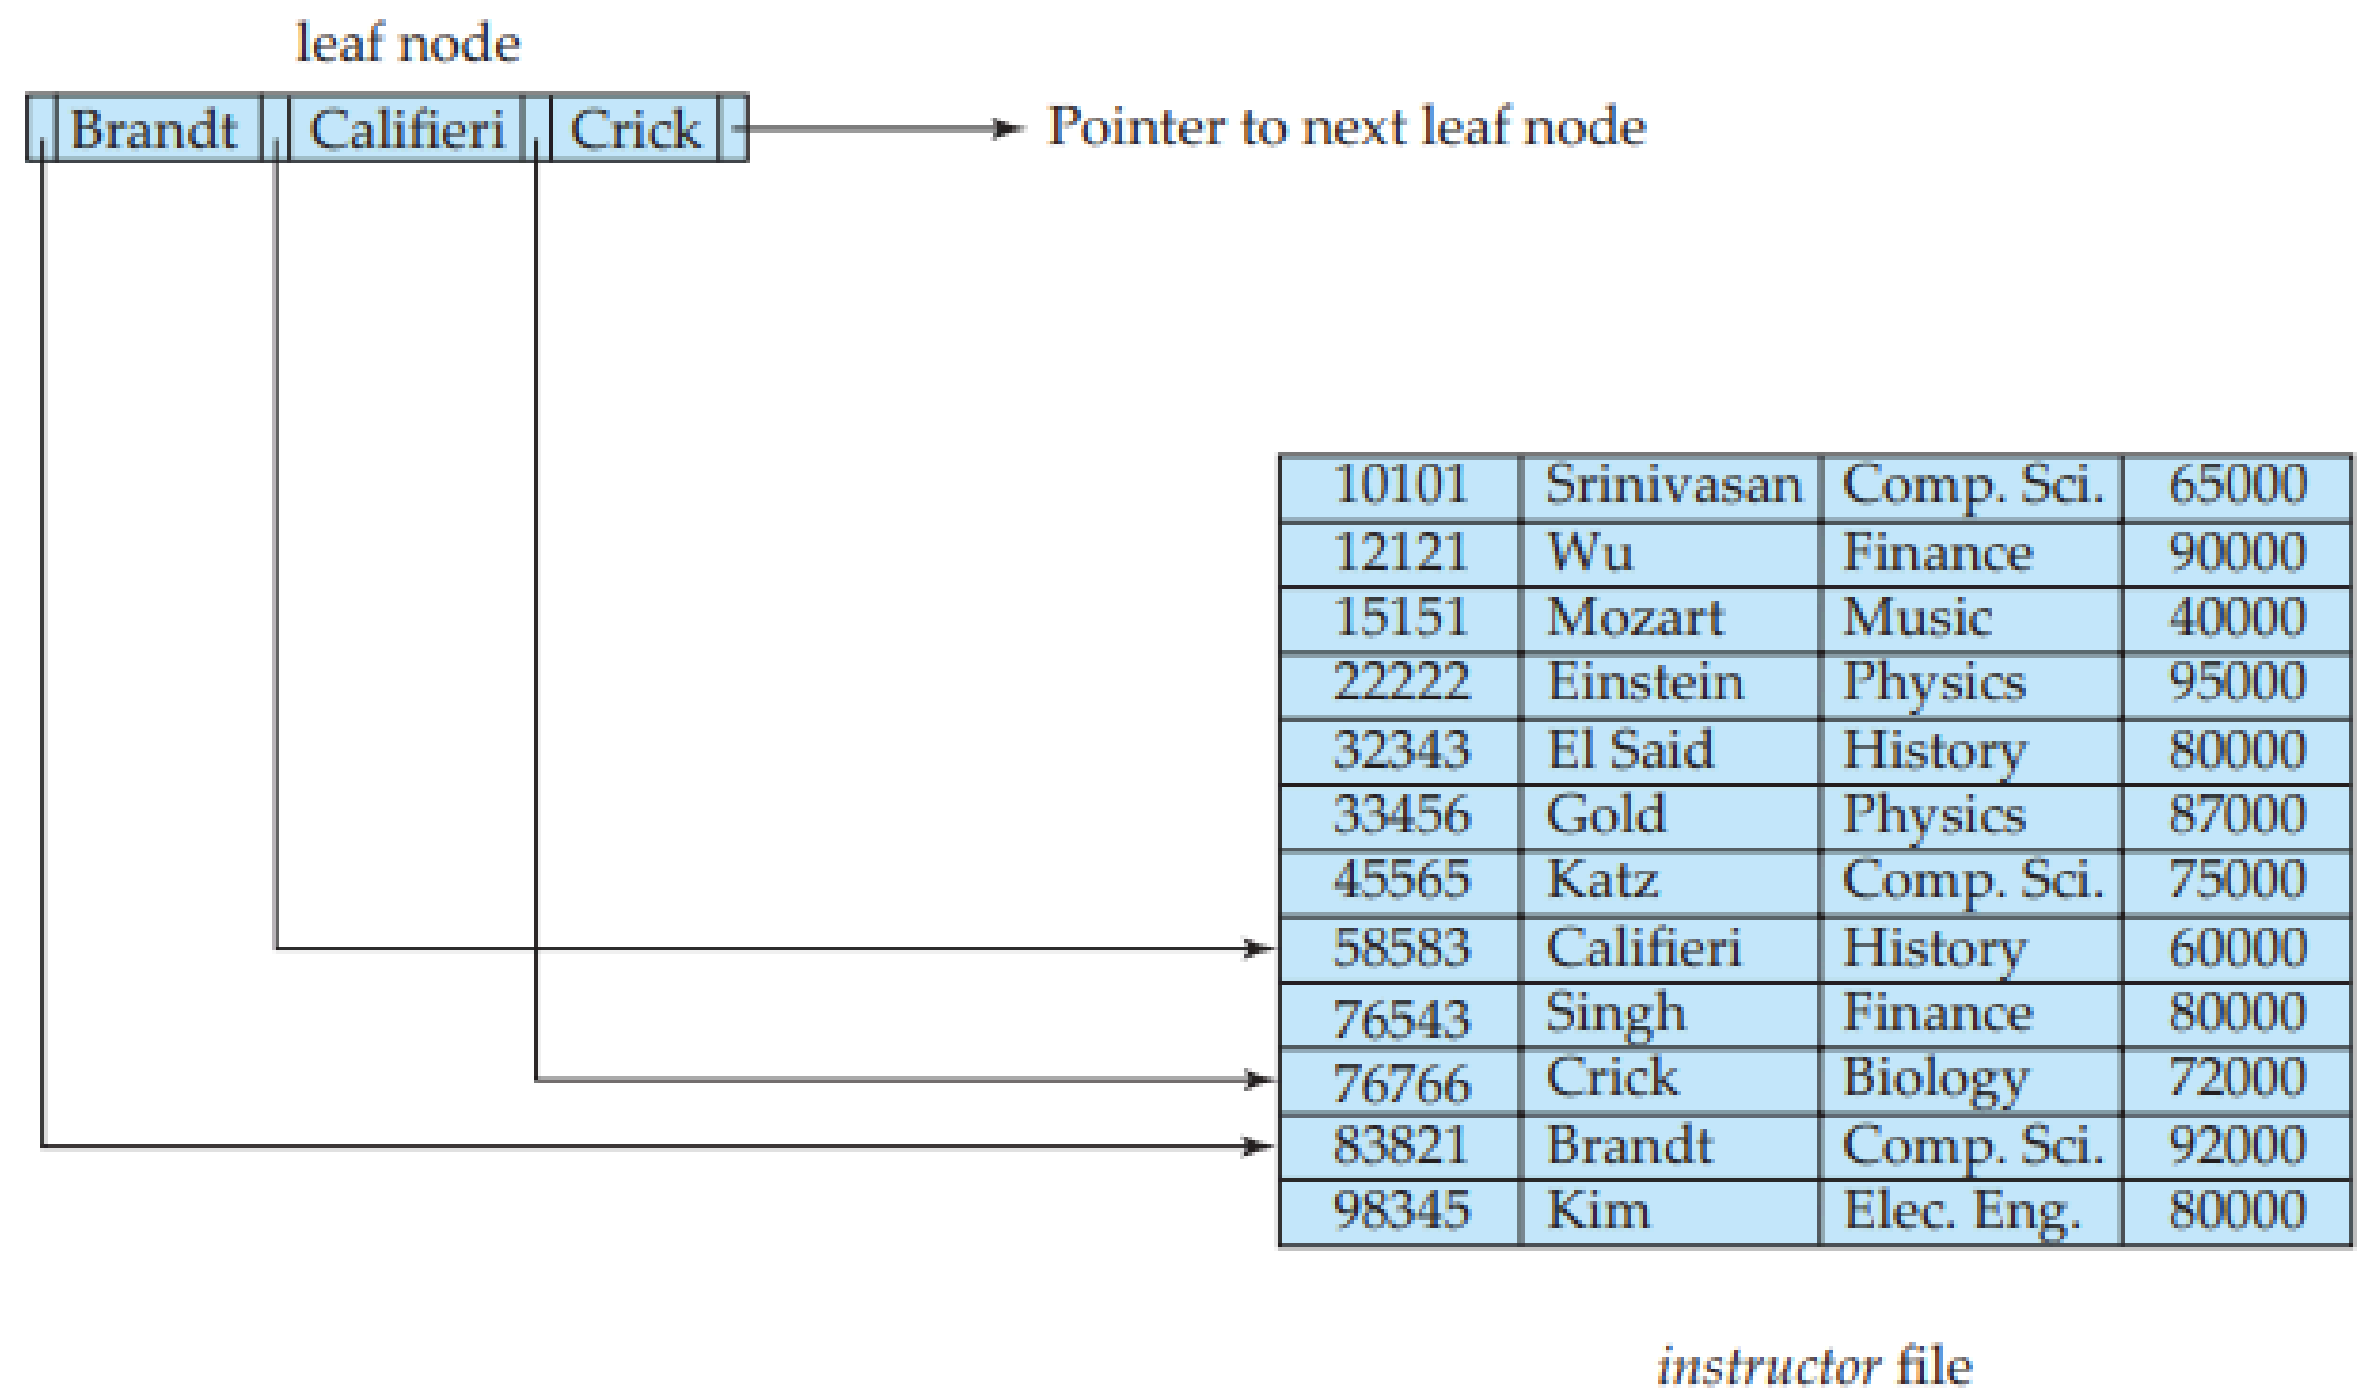 leaf node
Brandt Califieri Crick
Pointer to next leaf node
10101 Srinivasan Comp. Sci. 65000
12121 Wu Finance 90000
15151 Mozart Music 40000
22222 Einstein Physics 95000
32343 El Said History 80000
33456 Gold Physics 87000
45565 Katz Comp. Sci. 75000
58583 Califieri History 60000
76543 Singh Finance 80000
76766 Crick Biology 72000
83821 Brandt Comp. Sci. 92000
98345 Kim Elec. Eng. 80000
instructor file